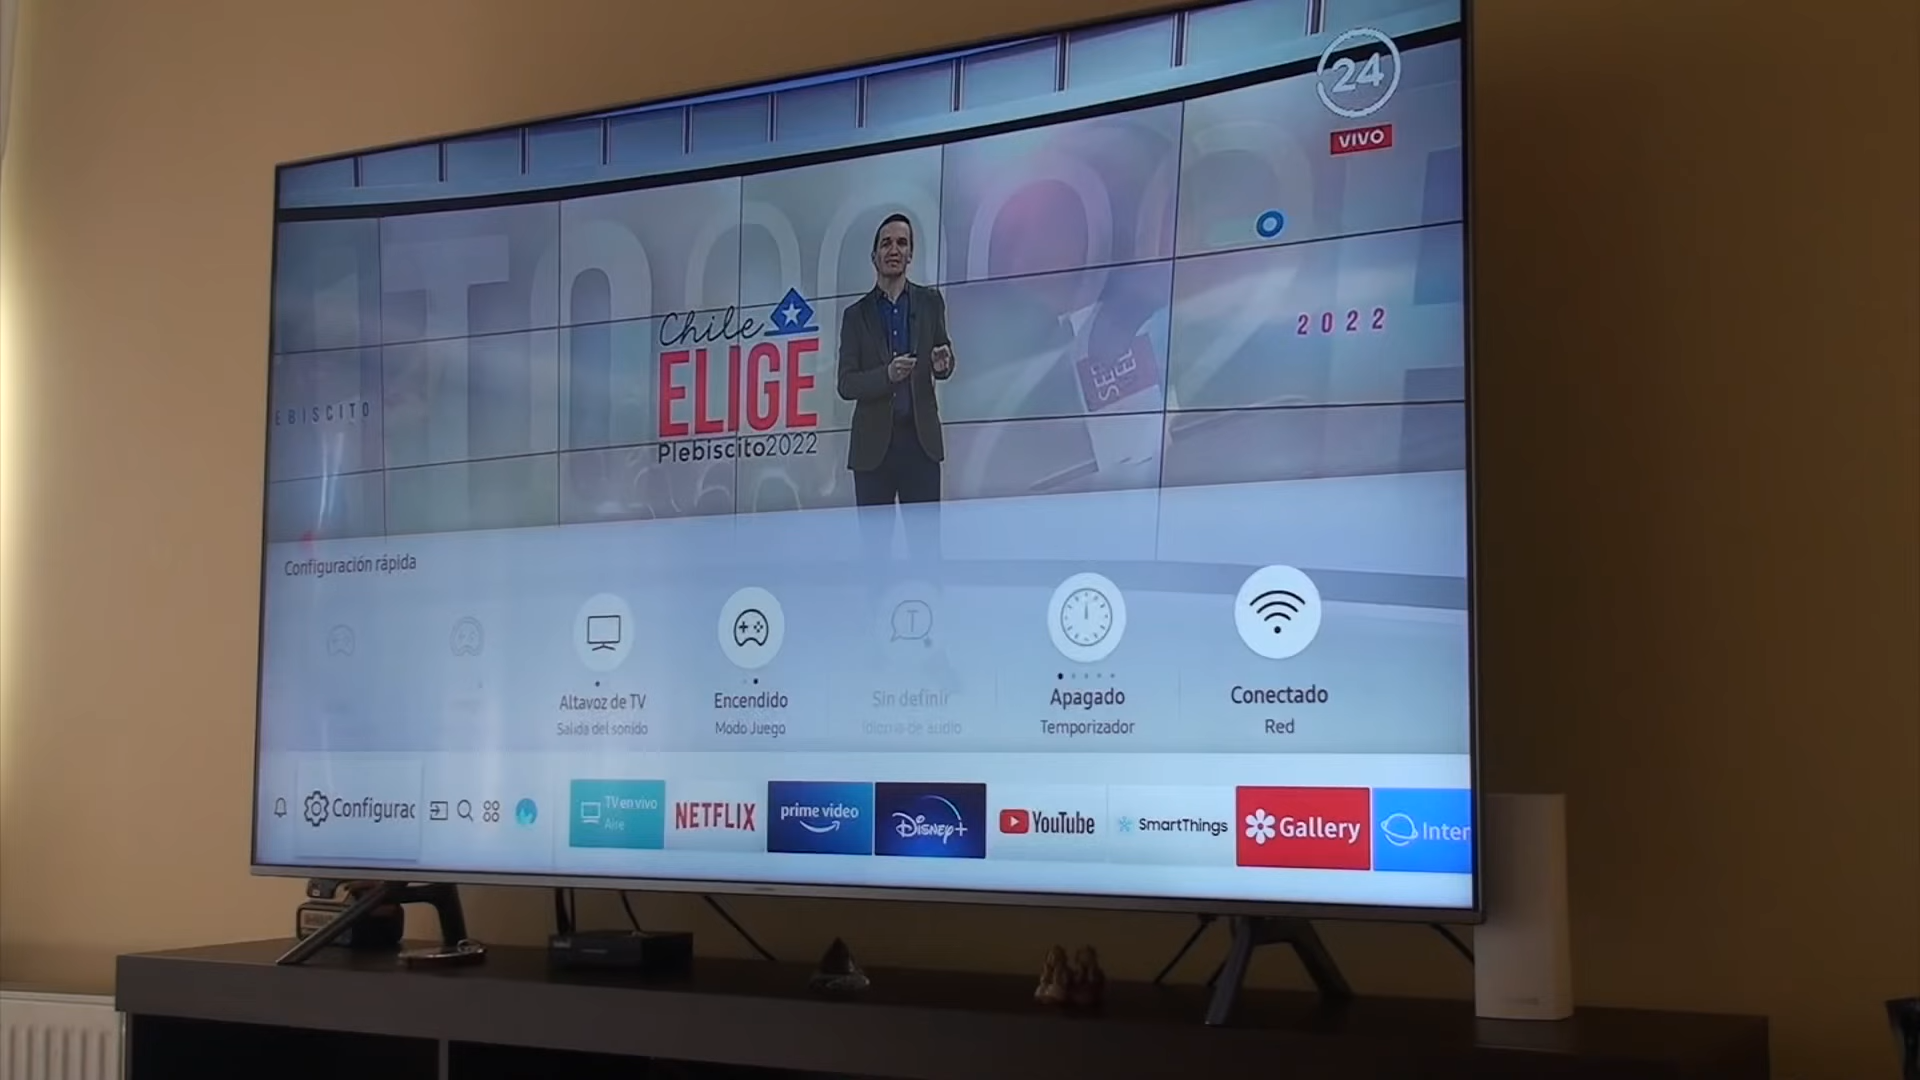 24
VIVO
2022
Chile
ELIGE
Plebiscito2022
EBISCITO
Configuración rápida
Altavoz de TV
Salida del sonido
Encendido
Modo Juego
Sin definir
Idioma de audio
Apagado
Temporizador
Conectado
Red
Configurac
TV en vivo
Aire
NETFLIX
prime video
Disney+
YouTube
SmartThings
Gallery
Inter